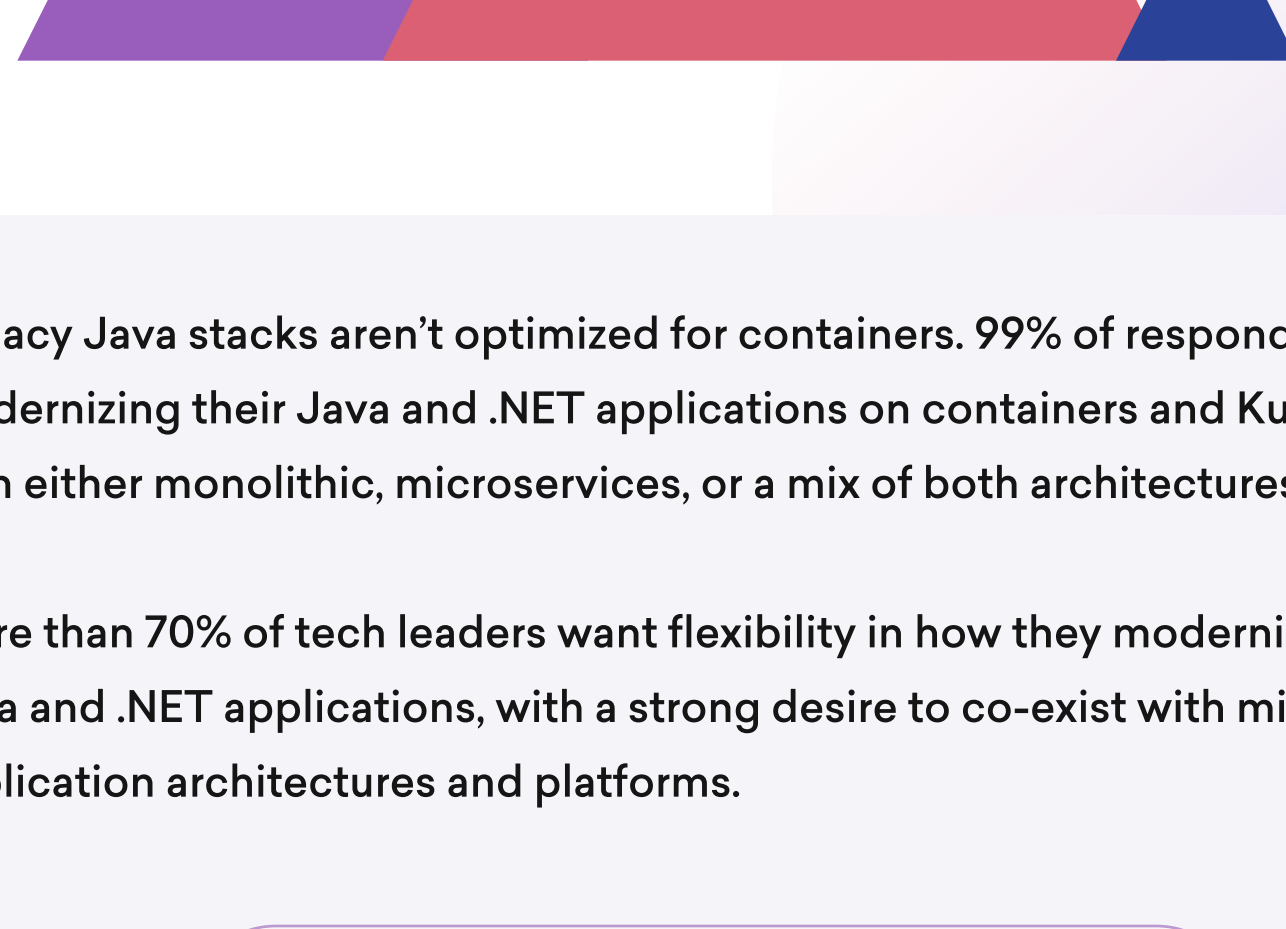 acy Java stacks aren’t optimized for containers. 99% of respond
dernizing their Java and .NET applications on containers and Ku
n either monolithic, microservices, or a mix of both architectures
re than 70% of tech leaders want flexibility in how they moderni
a and .NET applications, with a strong desire to co-exist with mi
plication architectures and platforms.